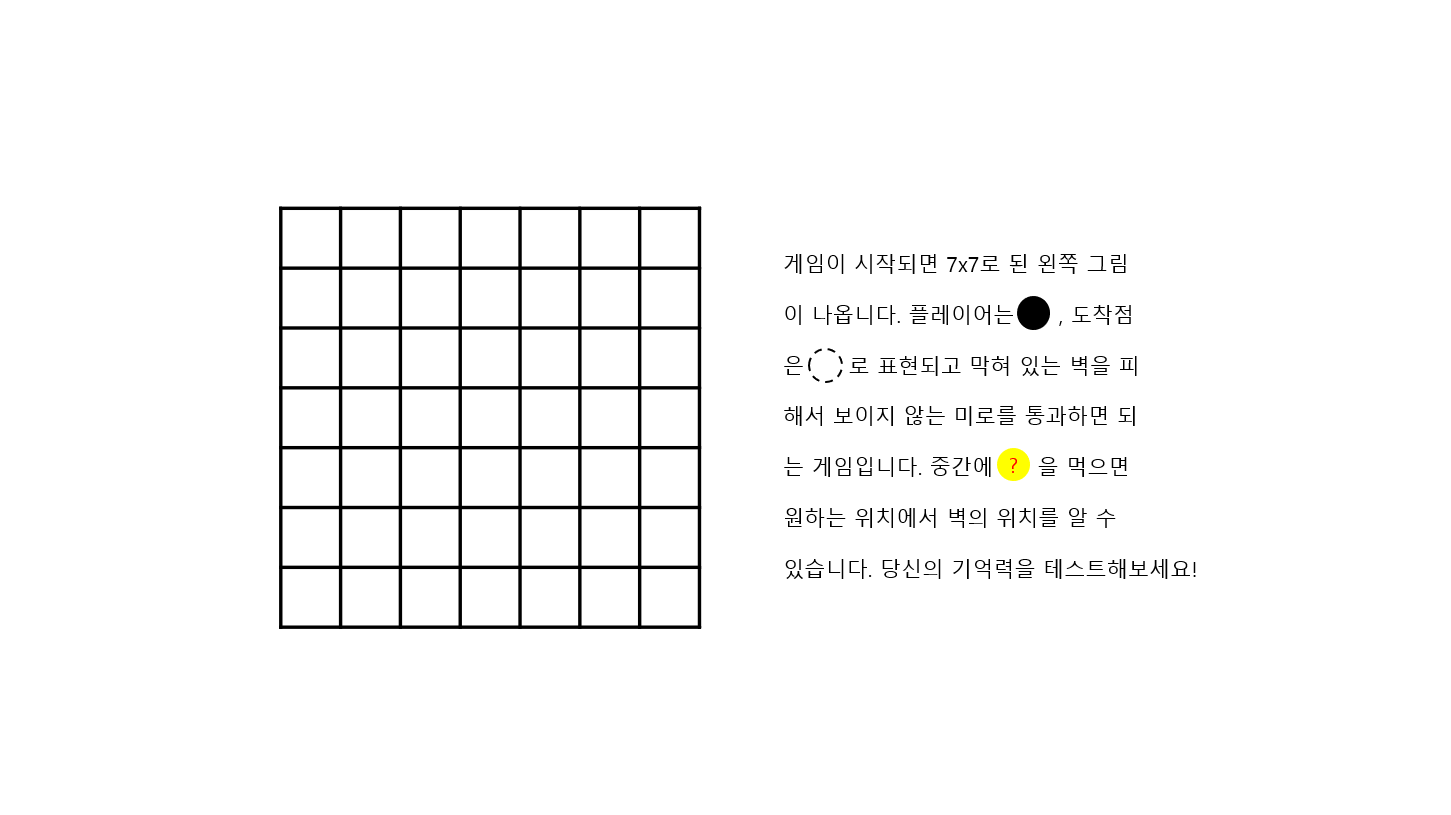 게임이 시작되면 7x7로 된 왼쪽 그림
이 나옵니다. 플레이어는 , 도착점
은 로 표현되고 막혀 있는 벽을 피
해서 보이지 않는 미로를 통과하면 되
는 게임입니다. 중간에 ? 을 먹으면
원하는 위치에서 벽의 위치를 알 수
있습니다. 당신의 기억력을 테스트해보세요!